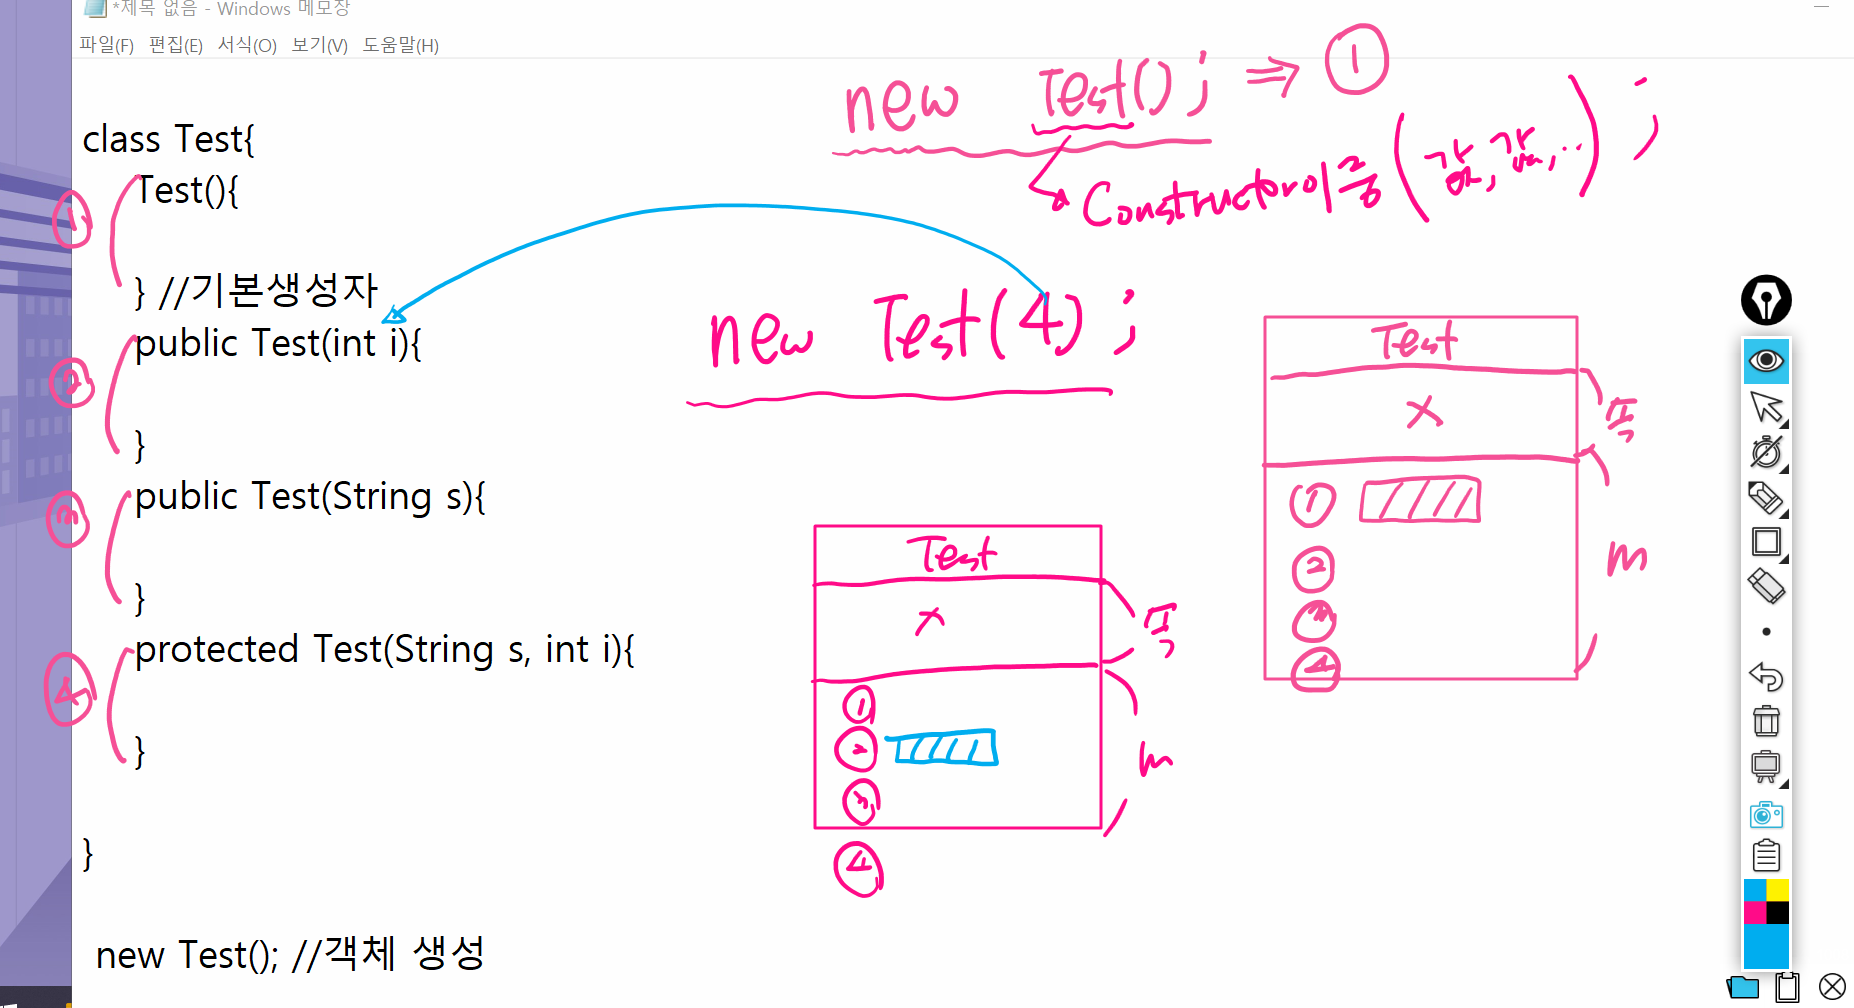 *제목 없음 - Windows 메모장
파일(F) 편집(E) 서식(O) 보기(V) 도움말(H)
class Test{
① Test(){
} //기본생성자
② public Test(int i){
}
③ public Test(String s){
}
④ protected Test(String s, int i){
}
}
new Test(); //객체 생성
new Test(); ⇒ ①
Constructor이름(값, 값, ..);
new Test(4);
Test
x
속
①
②
③
④
m
Test
x
속
①
②
③
④
m